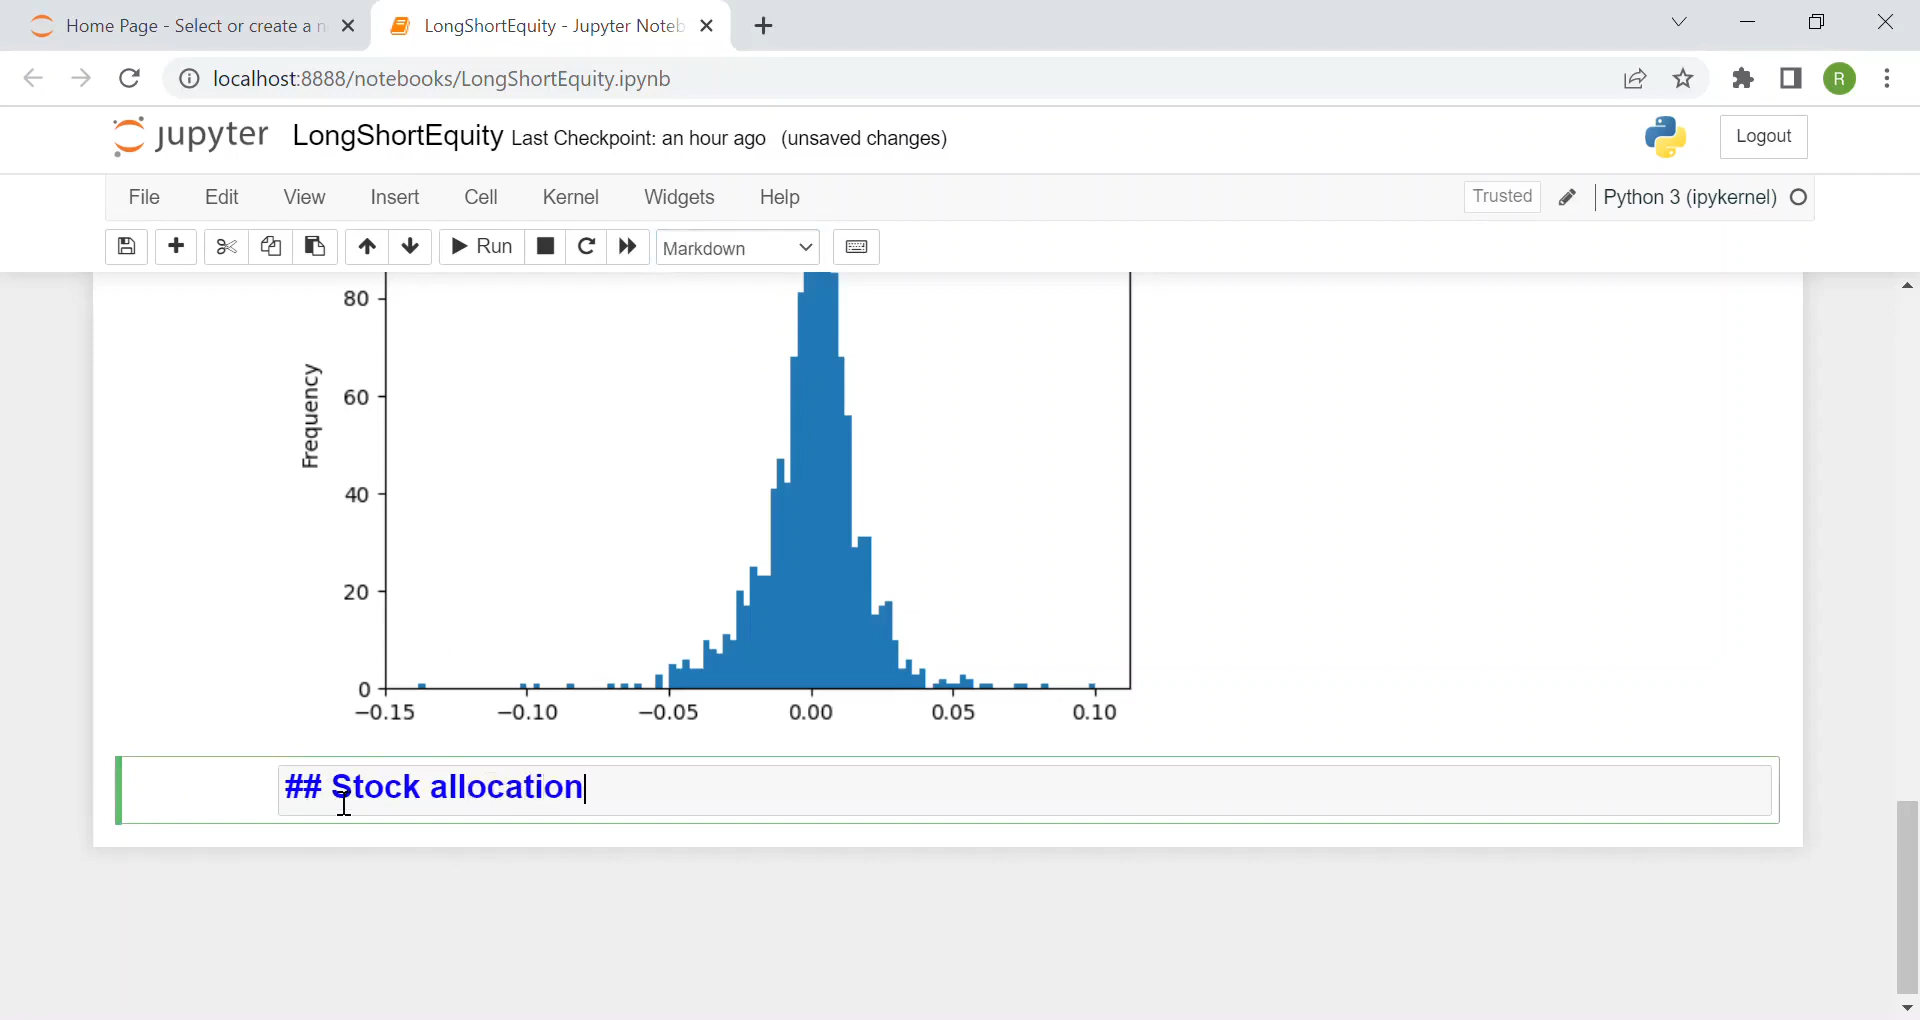 Home Page - Select or create a n
LongShortEquity - Jupyter Noteb
localhost:8888/notebooks/LongShortEquity.ipynb
R
jupyter LongShortEquity Last Checkpoint: an hour ago (unsaved changes)
Logout
File Edit View Insert Cell Kernel Widgets Help
Trusted Python 3 (ipykernel)
Run Markdown
80
60
40
20
0
Frequency
−0.15 −0.10 −0.05 0.00 0.05 0.10
## Stock allocation